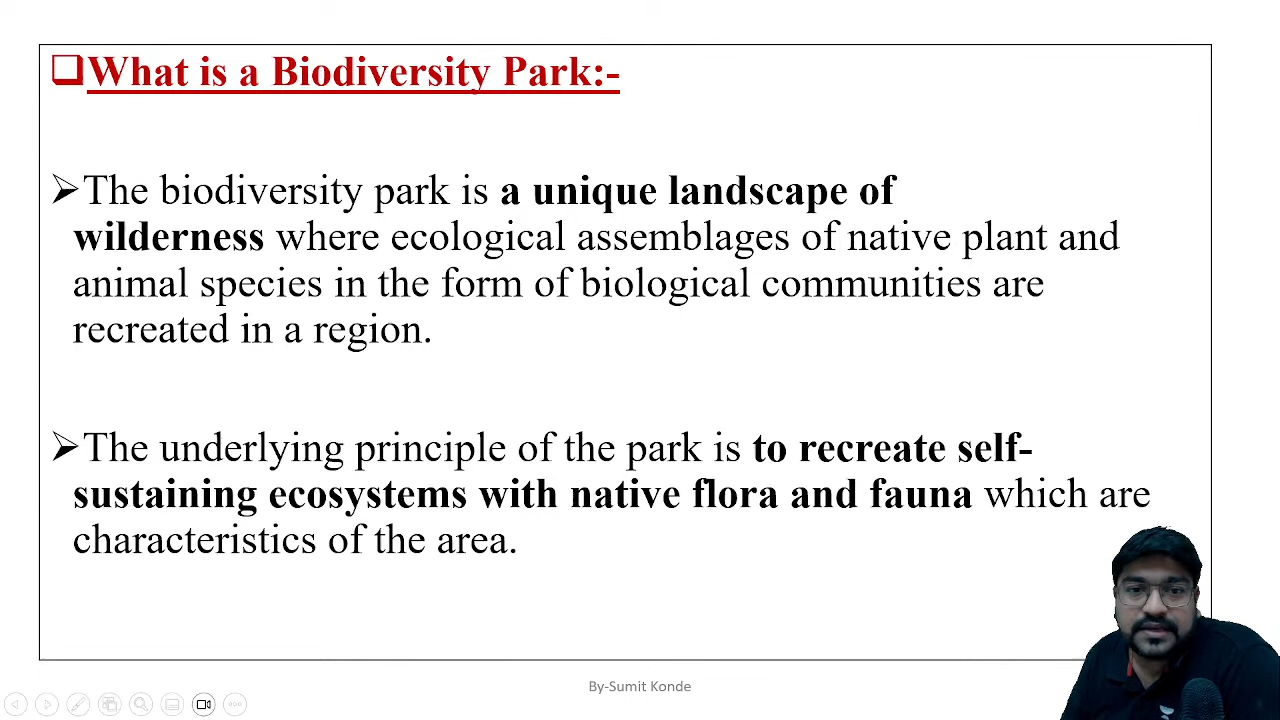 What is a Biodiversity Park:-
The biodiversity park is a unique landscape of
wilderness where ecological assemblages of native plant and
animal species in the form of biological communities are
recreated in a region.
The underlying principle of the park is to recreate self-
sustaining ecosystems with native flora and fauna which are
characteristics of the area.
By-Sumit Konde